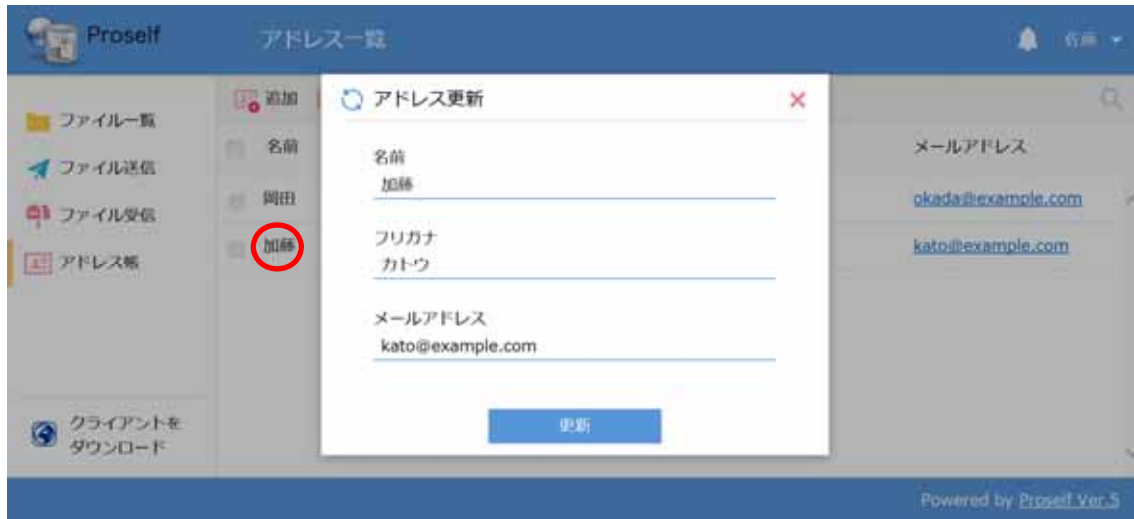 Proself
アドレス一覧
佐藤
ファイル一覧
ファイル送信
ファイル受信
アドレス帳
クライアントを
ダウンロード
追加
名前 メールアドレス
岡田 okada@example.com
加藤 kato@example.com
アドレス更新
名前
加藤
フリガナ
カトウ
メールアドレス
kato@example.com
更新
Powered by Proself Ver.5